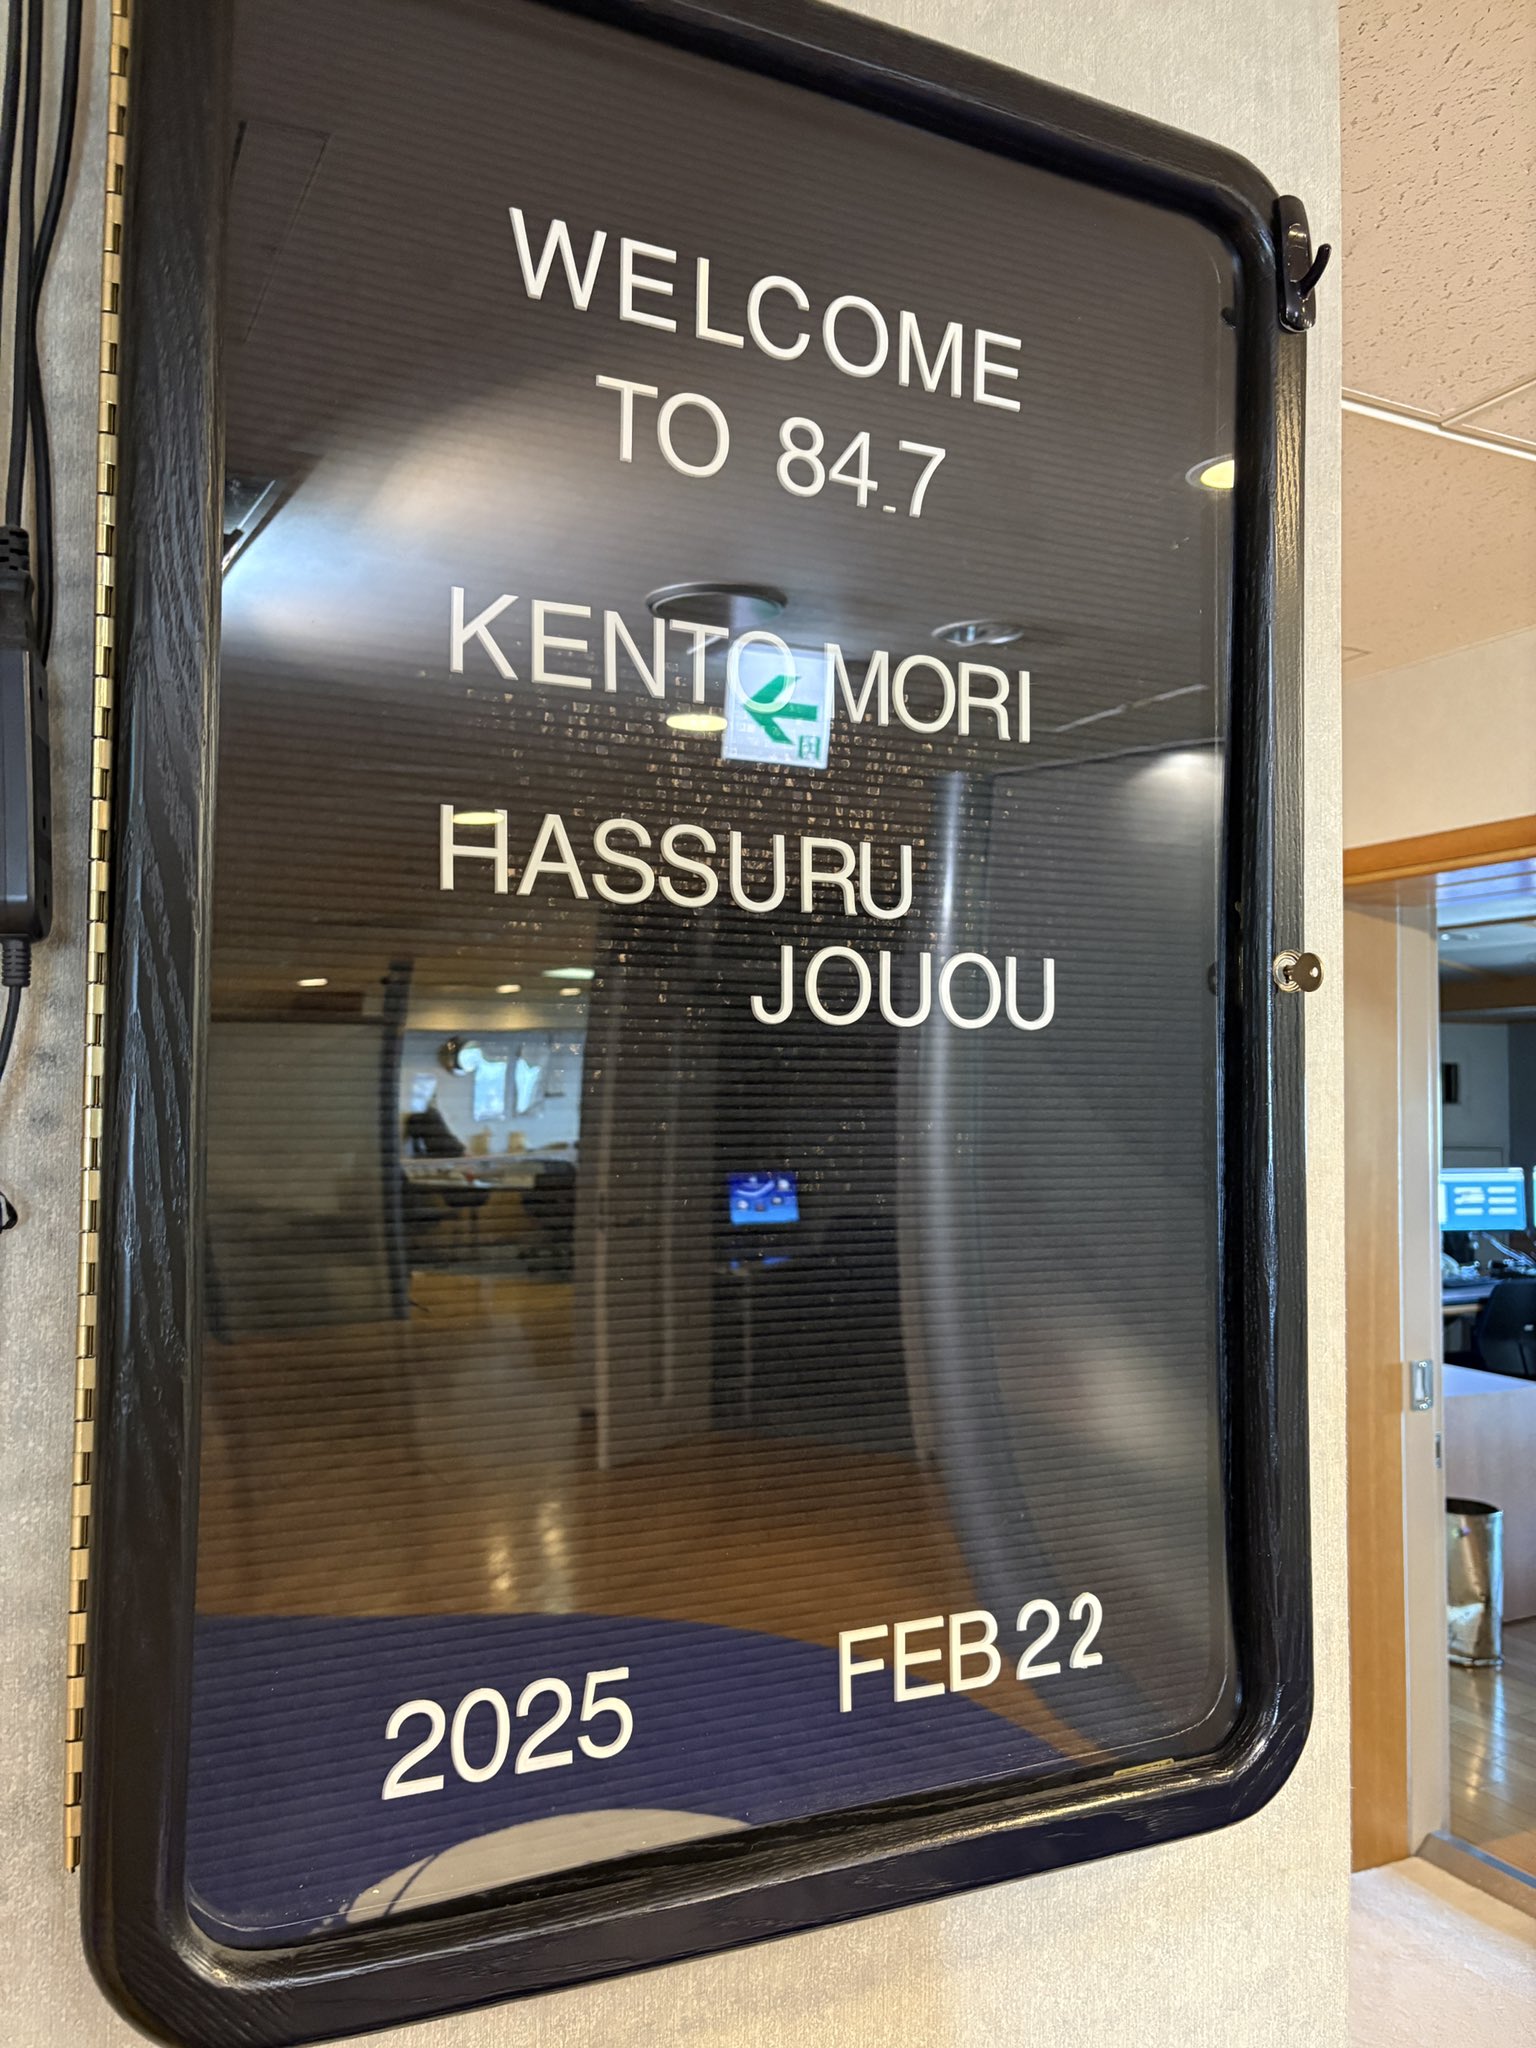 WELCOME
TO 84.7
KENTO MORI
HASSURU
JOUOU
2025 FEB 22